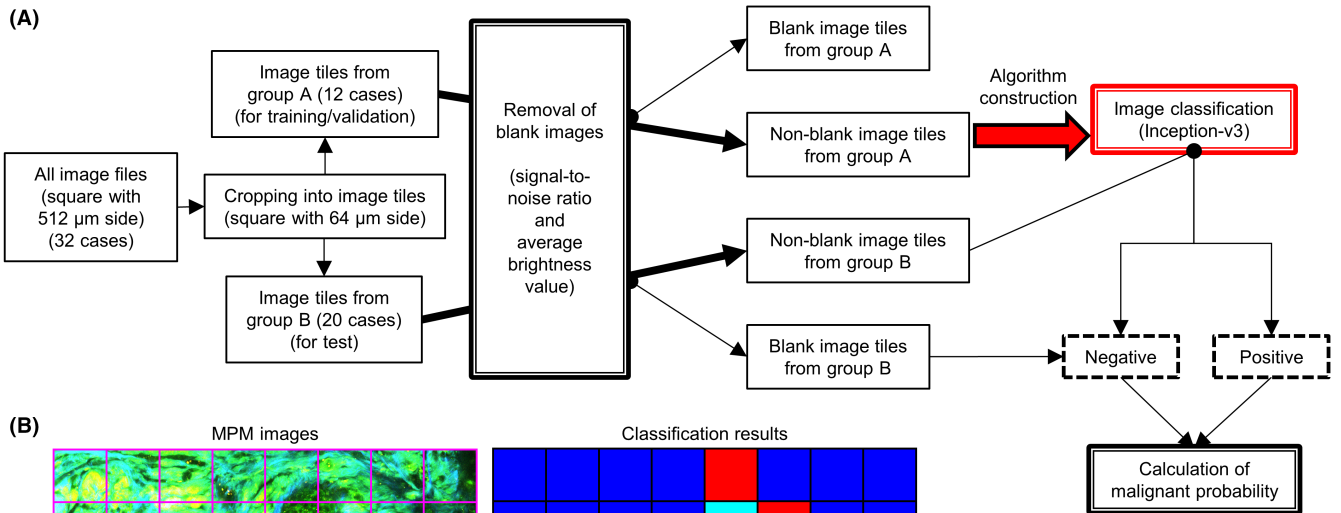 (A)
All image files
(square with
512 μm side)
(32 cases)
Image tiles from
group A (12 cases)
(for training/validation)
Cropping into image tiles
(square with 64 μm side)
Image tiles from
group B (20 cases)
(for test)
Removal of
blank images
(signal-to-
noise ratio
and
average
brightness
value)
Blank image tiles
from group A
Non-blank image tiles
from group A
Non-blank image tiles
from group B
Blank image tiles
from group B
Algorithm
construction
Image classification
(Inception-v3)
Negative
Positive
Calculation of
malignant probability
(B)
MPM images
Classification results